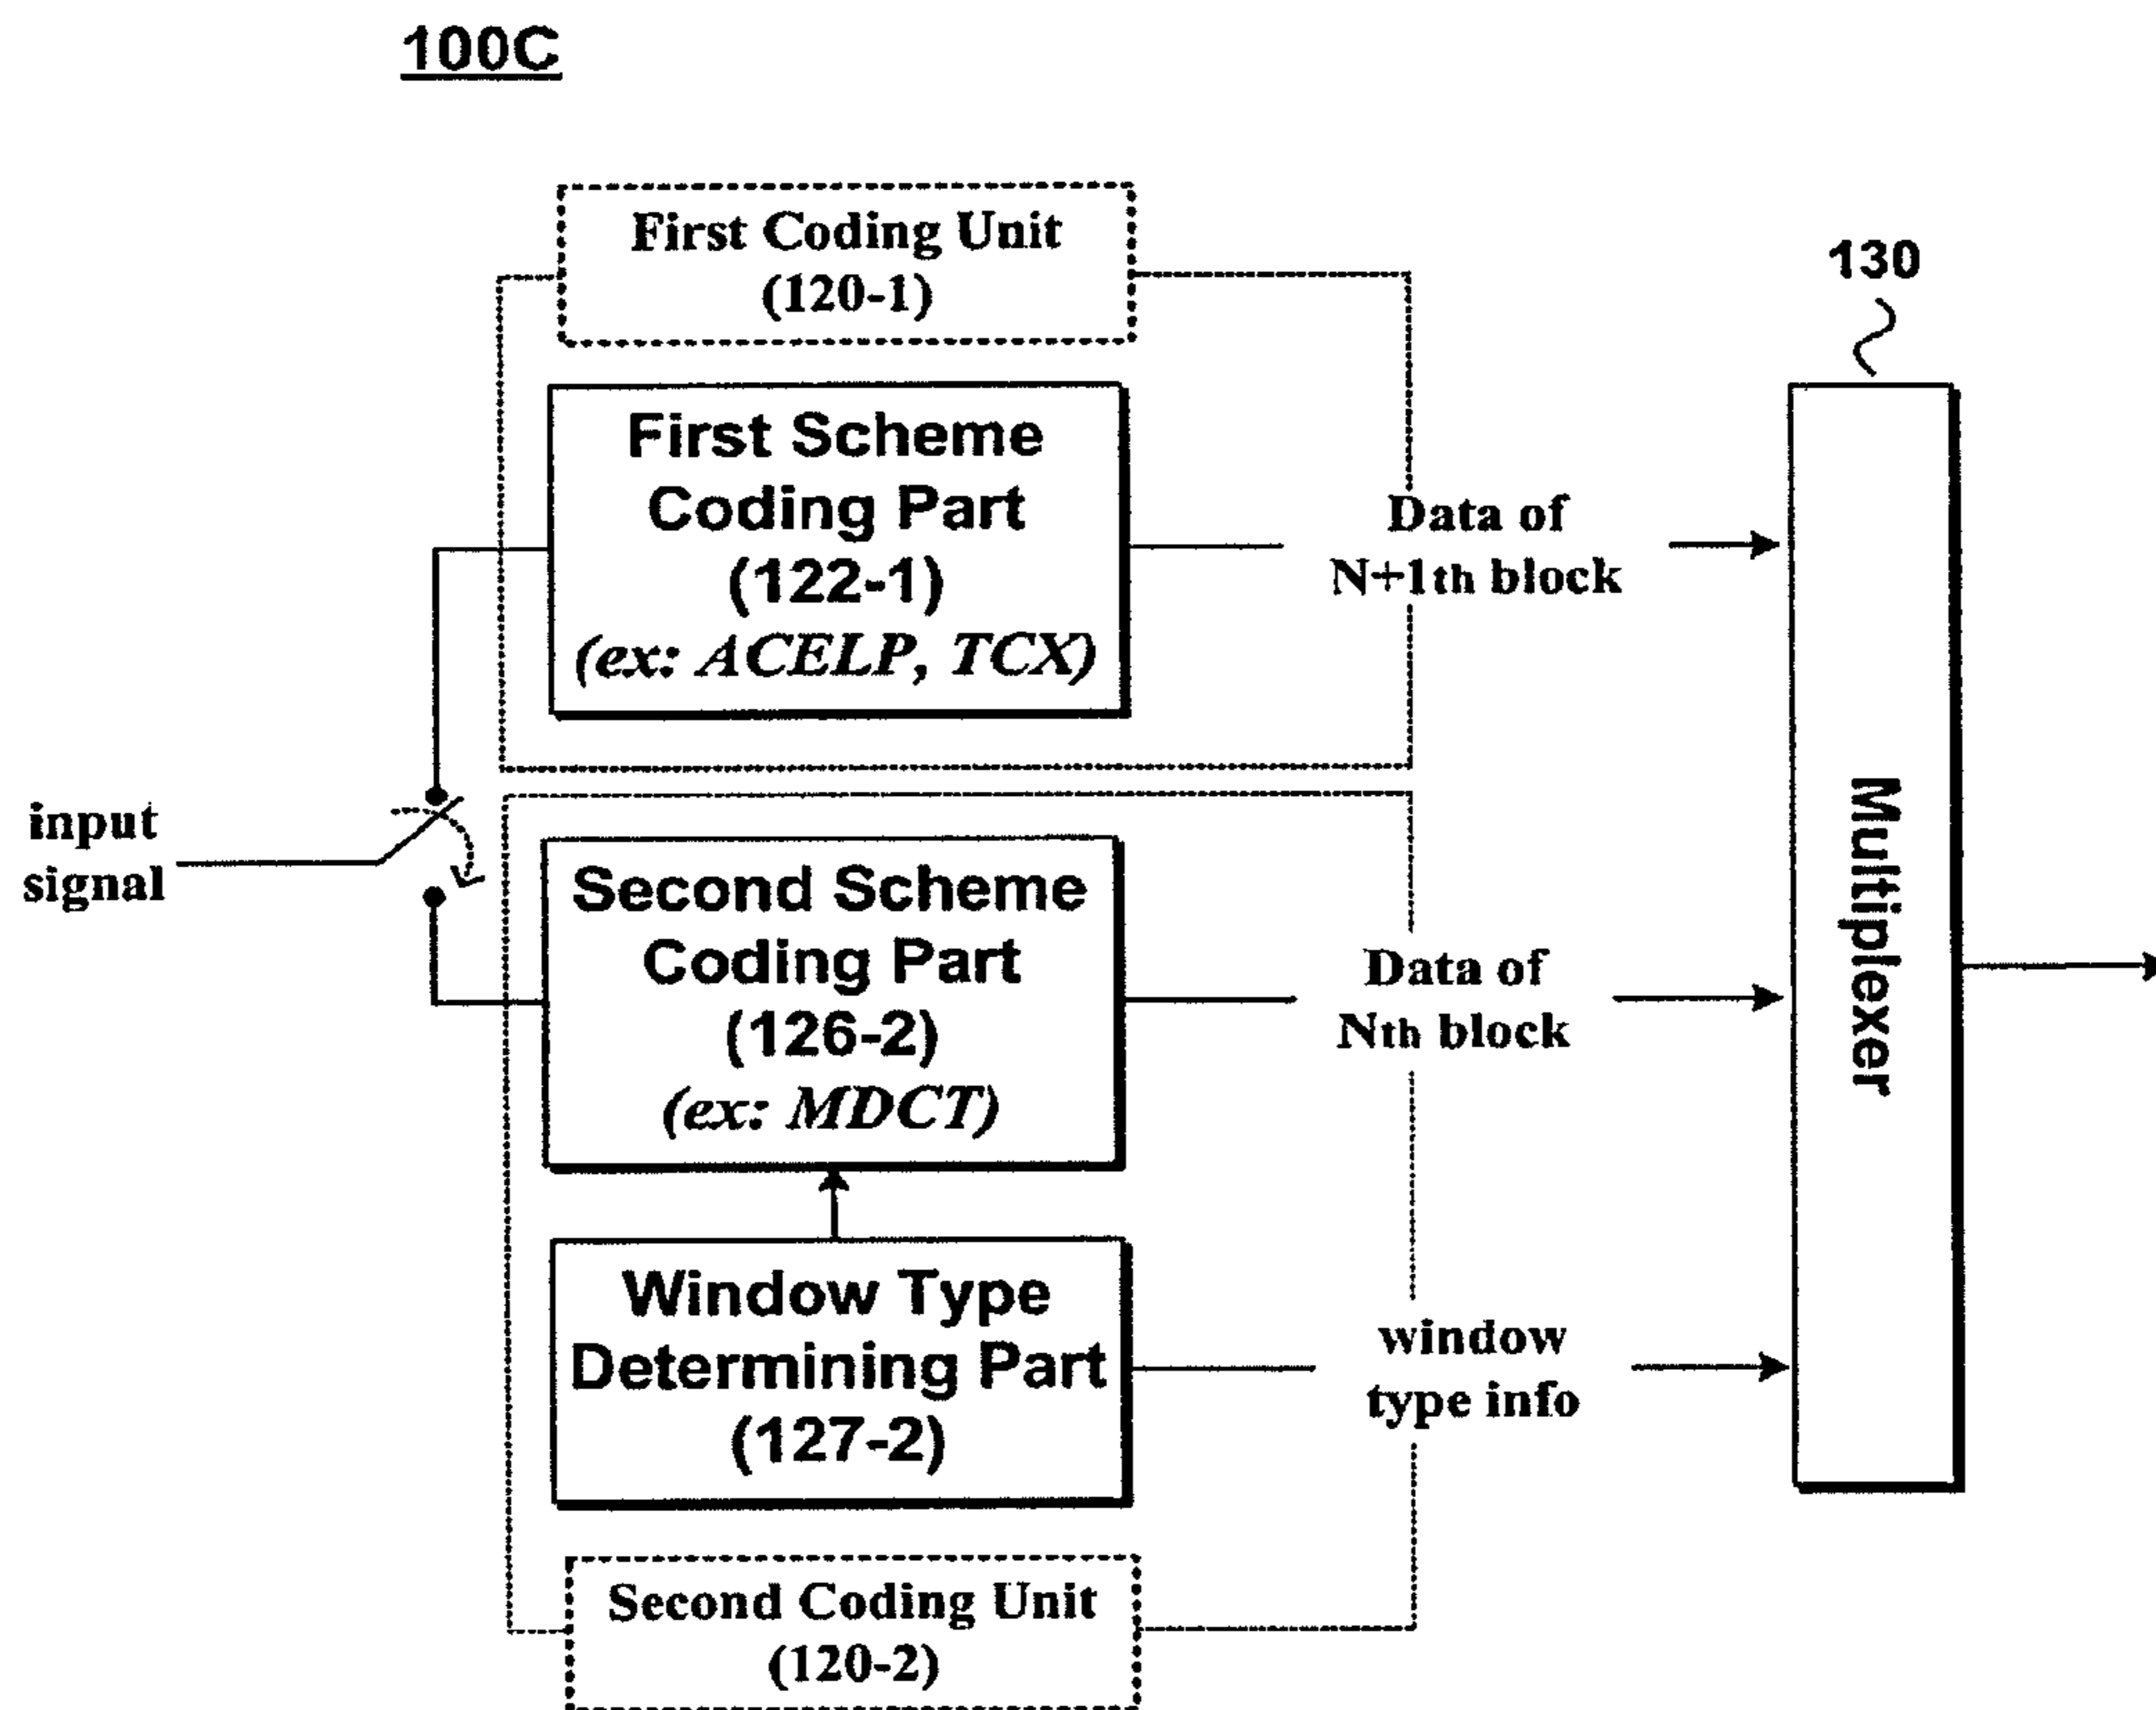 100C
First Coding Unit
(120-1)
130
First Scheme
Coding Part
(122-1)
(ex: ACELP, TCX)
Data of
N+1th block
input
signal
Second Scheme
Coding Part
(126-2)
(ex: MDCT)
Data of
Nth block
Multiplexer
Window Type
Determining Part
(127-2)
window
type info
Second Coding Unit
(120-2)